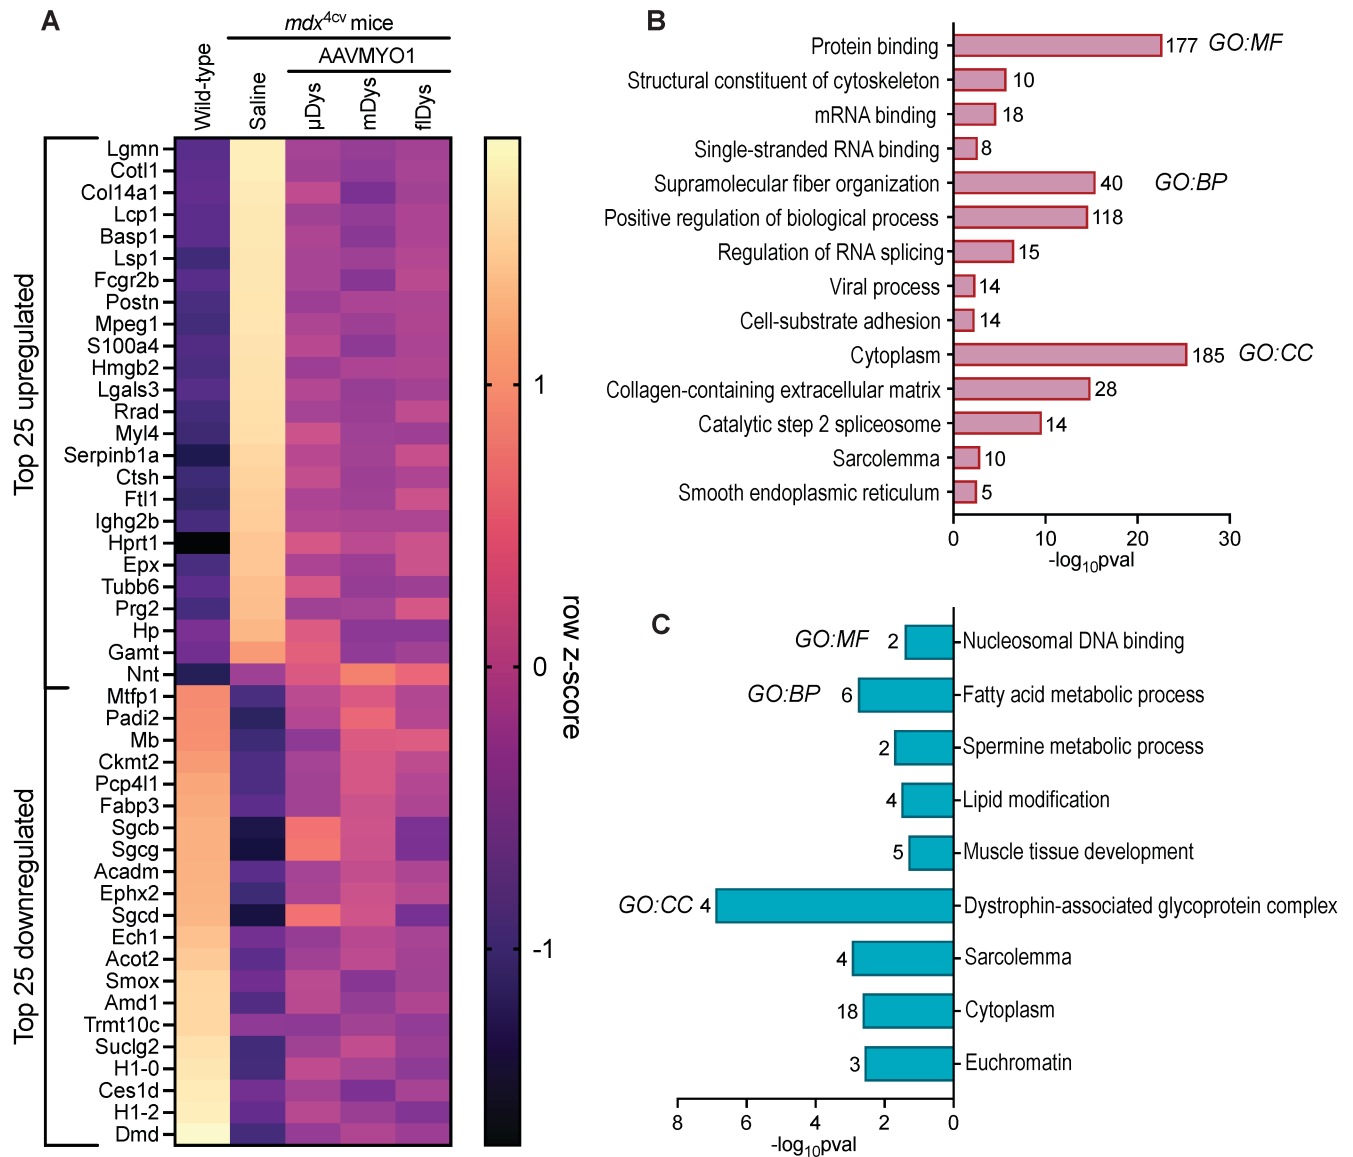 A
mdx4cv mice
AAVMYO1
Wild-type
Saline
µDys
mDys
flDys
Top 25 upregulated
Lgmn
Cotl1
Col14a1
Lcp1
Basp1
Lsp1
Fcgr2b
Postn
Mpeg1
S100a4
Hmgb2
Lgals3
Rrad
Myl4
Serpinb1a
Ctsh
Ftl1
Ighg2b
Hprt1
Epx
Tubb6
Prg2
Hp
Gamt
Nnt
Top 25 downregulated
Mtfp1
Padi2
Mb
Ckmt2
Pcp4l1
Fabp3
Sgcb
Sgcg
Acadm
Ephx2
Sgcd
Ech1
Acot2
Smox
Amd1
Trmt10c
Suclg2
H1-0
Ces1d
H1-2
Dmd
1
0
-1
row z-score
B
Protein binding 177 GO:MF
Structural constituent of cytoskeleton 10
mRNA binding 18
Single-stranded RNA binding 8
Supramolecular fiber organization 40 GO:BP
Positive regulation of biological process 118
Regulation of RNA splicing 15
Viral process 14
Cell-substrate adhesion 14
Cytoplasm 185 GO:CC
Collagen-containing extracellular matrix 28
Catalytic step 2 spliceosome 14
Sarcolemma 10
Smooth endoplasmic reticulum 5
0 10 20 30
-log10pval
C
GO:MF 2 Nucleosomal DNA binding
GO:BP 6 Fatty acid metabolic process
2 Spermine metabolic process
4 Lipid modification
5 Muscle tissue development
GO:CC 4 Dystrophin-associated glycoprotein complex
4 Sarcolemma
18 Cytoplasm
3 Euchromatin
8 6 4 2 0
-log10pval